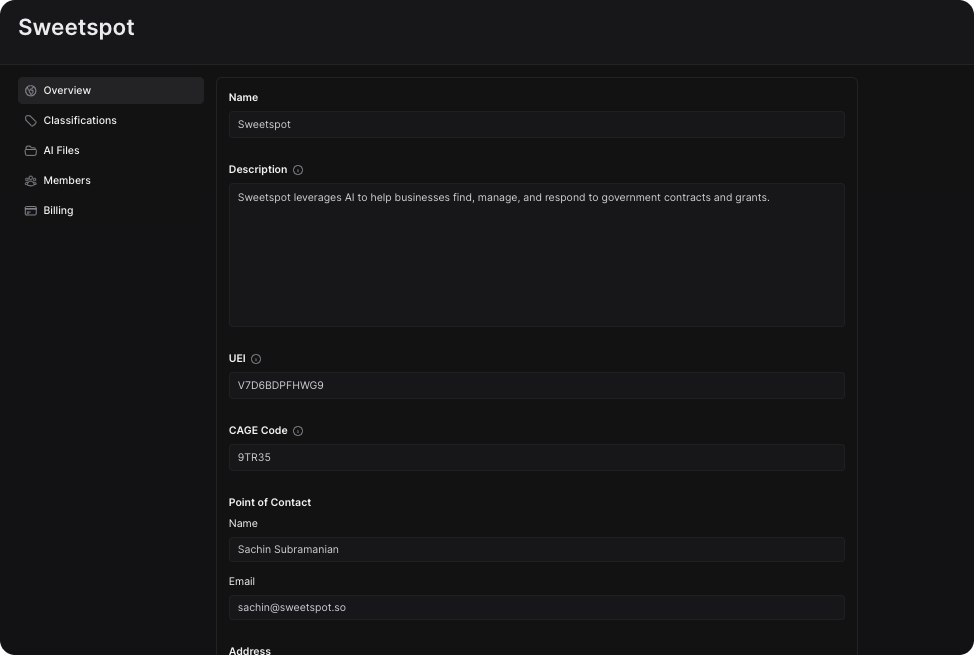 Sweetspot
Overview
Classifications
AI Files
Members
Billing
Name
Sweetspot
Description
Sweetspot leverages AI to help businesses find, manage, and respond to government contracts and grants.
UEI
V7D6BDPFHWG9
CAGE Code
9TR35
Point of Contact
Name
Sachin Subramanian
Email
sachin@sweetspot.so
Address